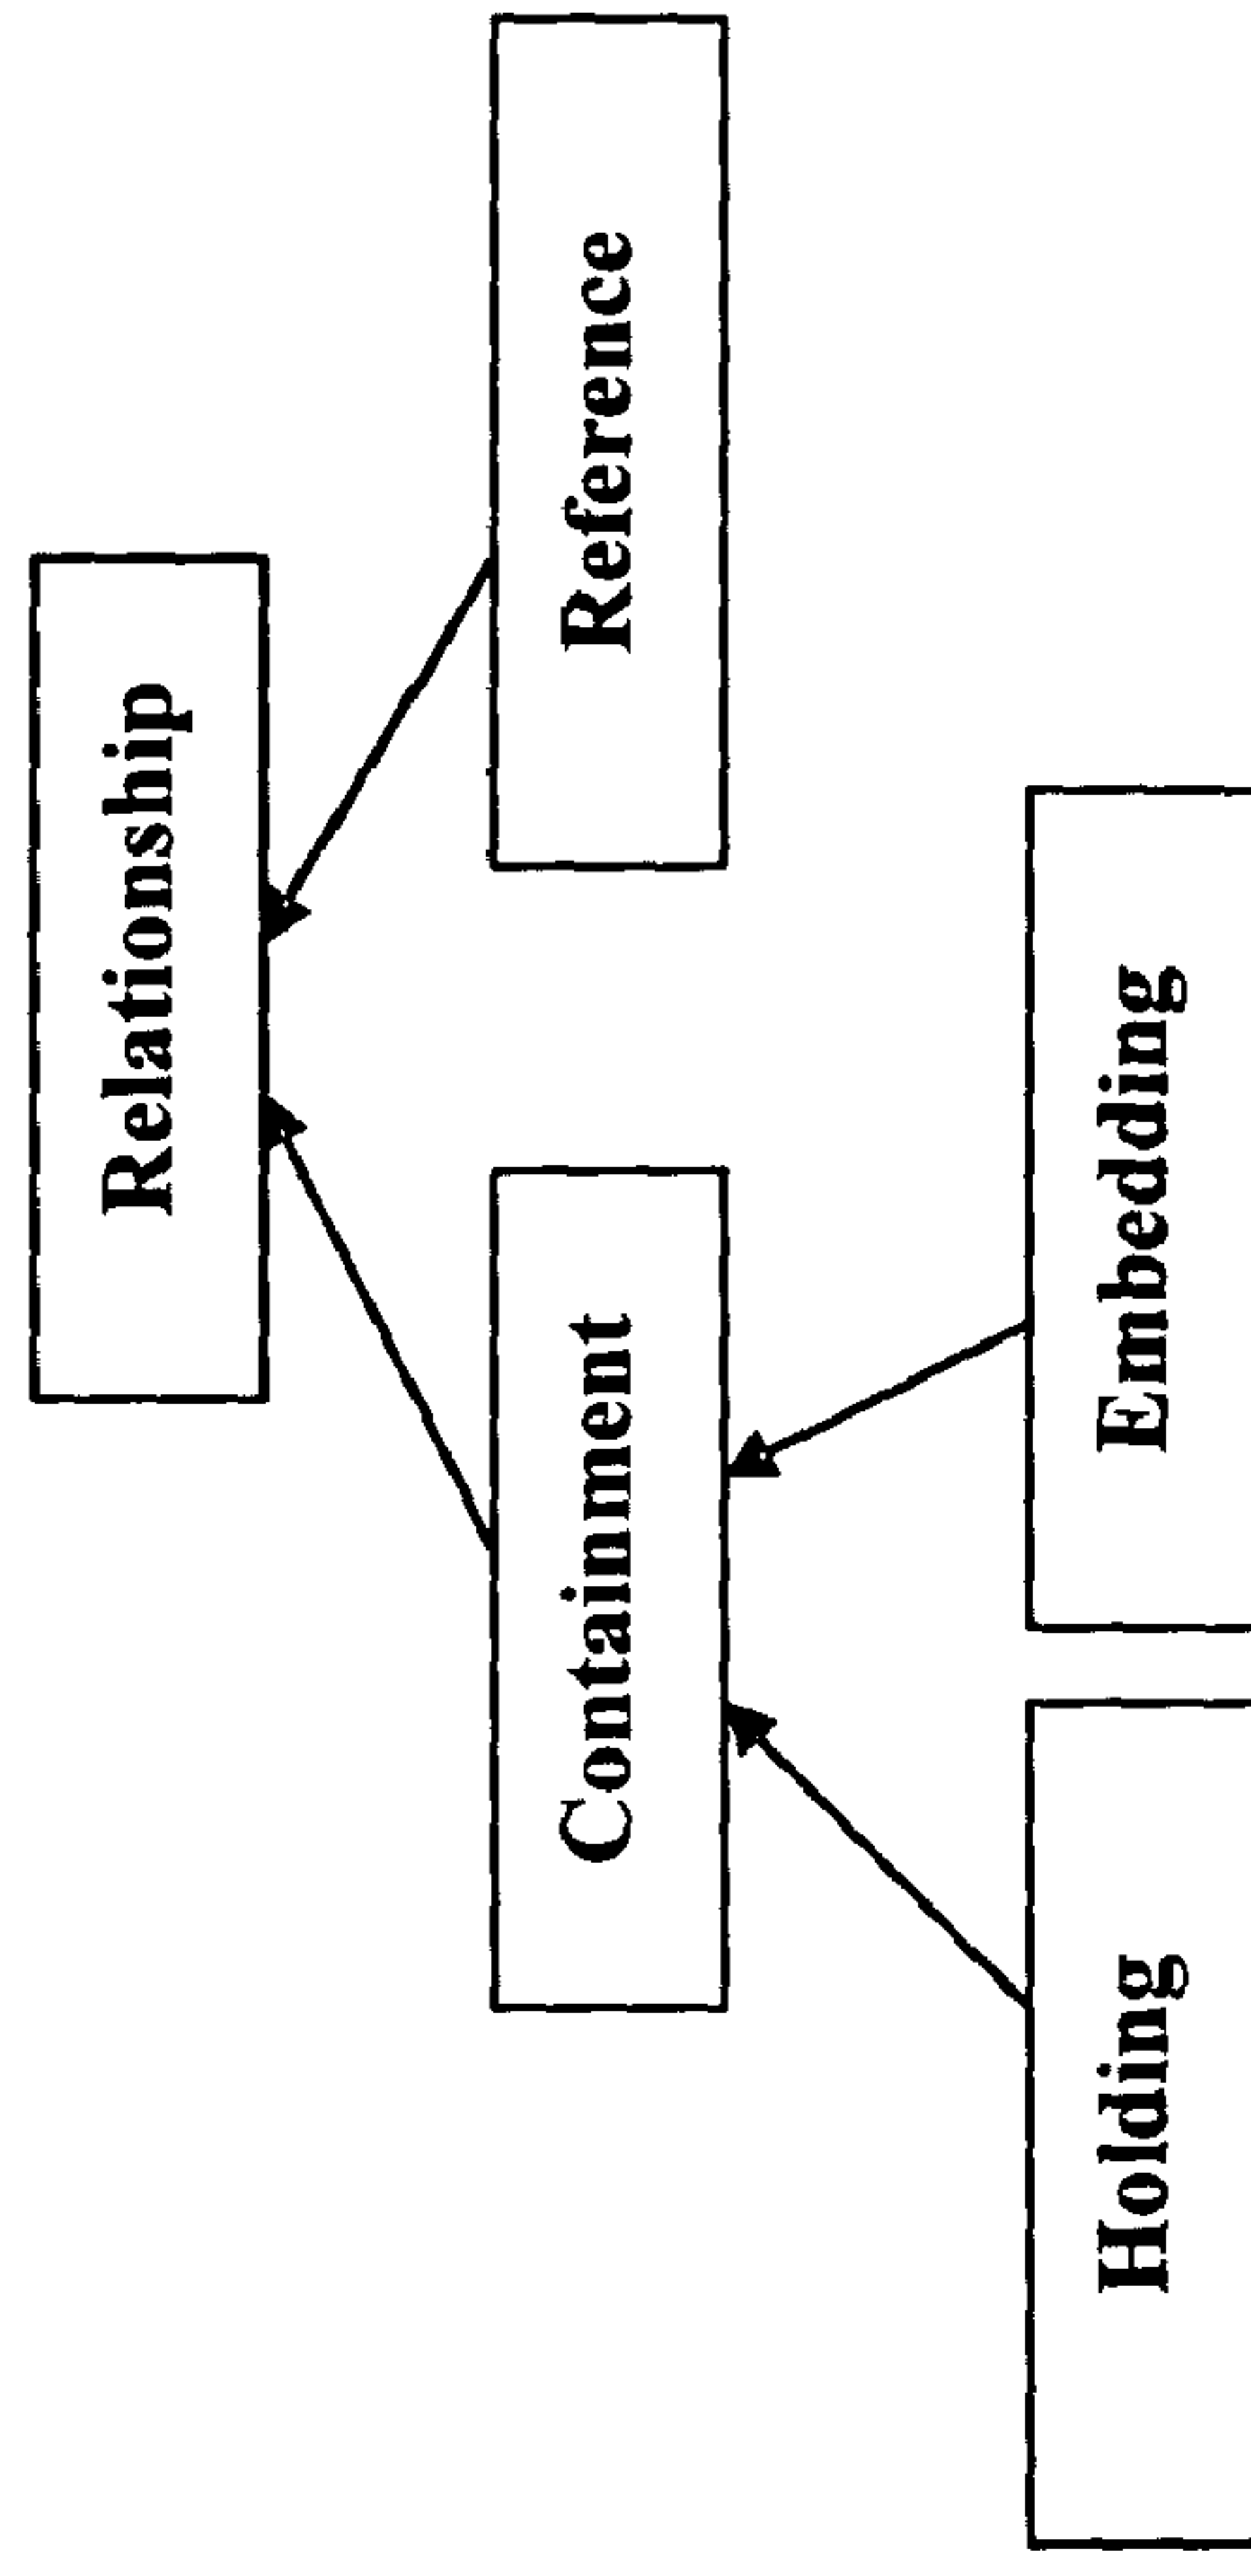 Relationship
Containment
Reference
Holding
Embedding